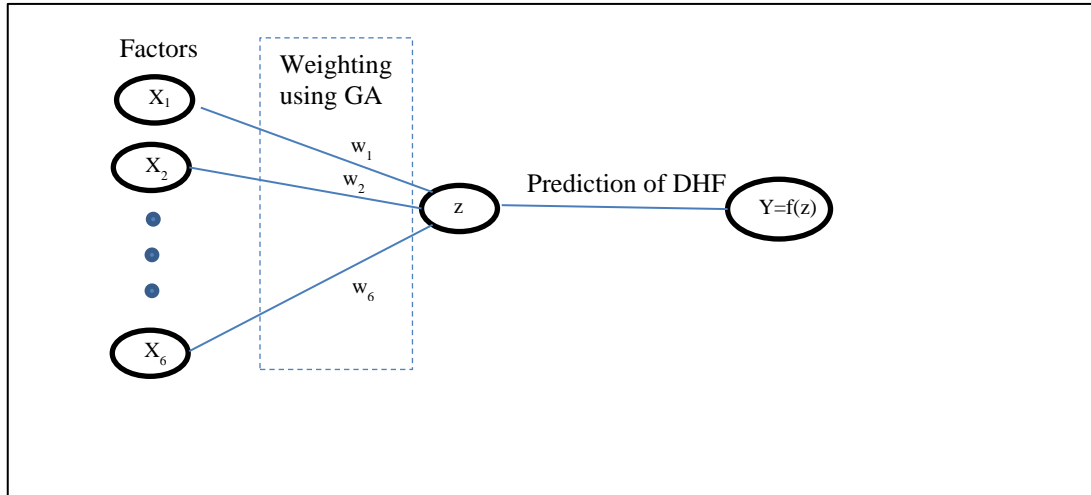 Factors
Weighting
using GA
X₁
w₁
X₂
w₂
Prediction of DHF
z
Y=f(z)
w₆
X₆